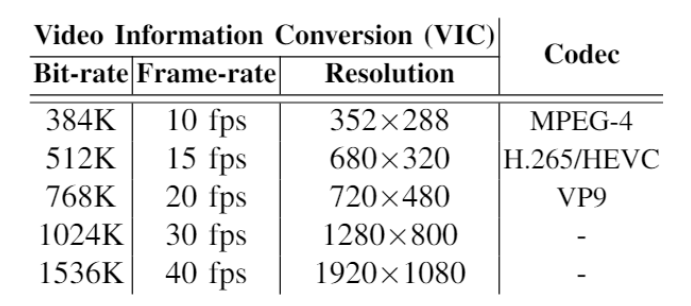 Video Information Conversion (VIC) Codec
Bit-rate Frame-rate Resolution
384K 10 fps 352×288 MPEG-4
512K 15 fps 680×320 H.265/HEVC
768K 20 fps 720×480 VP9
1024K 30 fps 1280×800 -
1536K 40 fps 1920×1080 -